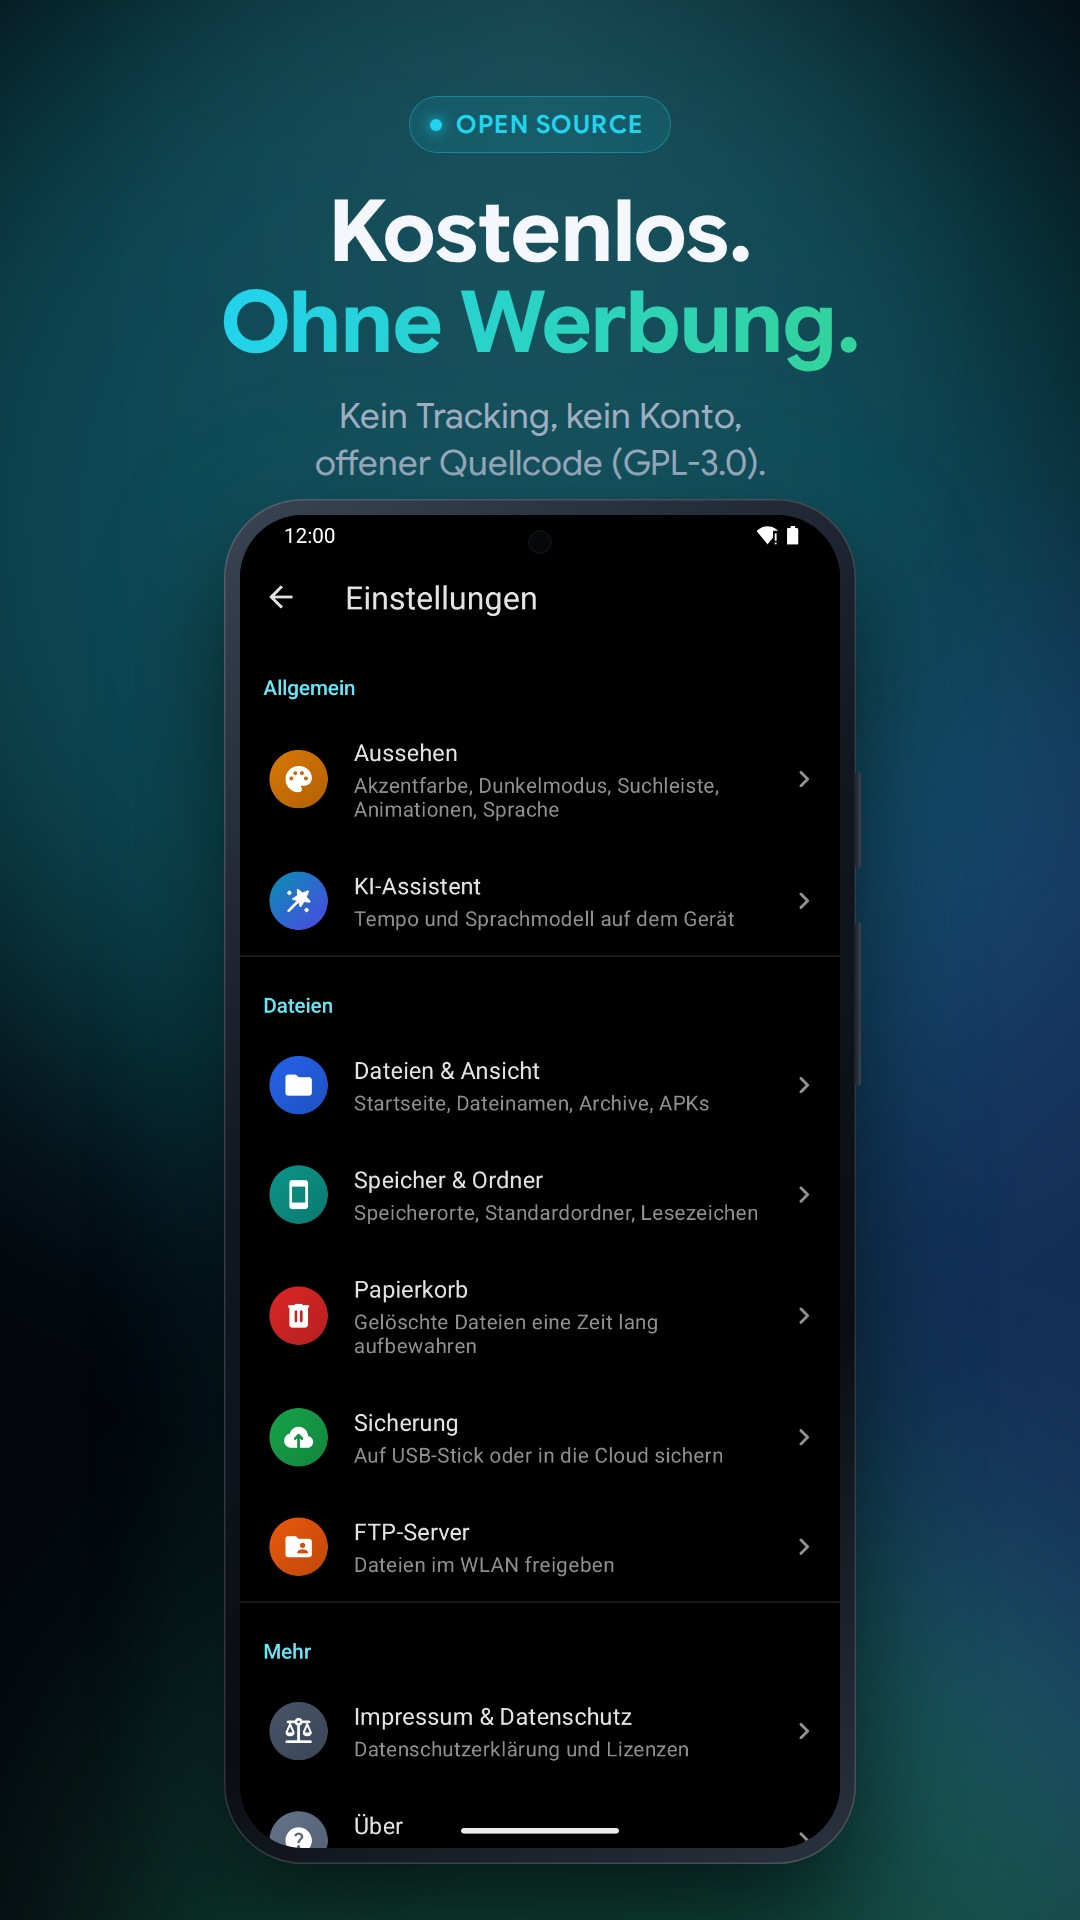 OPEN SOURCE
Kostenlos.
Ohne Werbung.
Kein Tracking, kein Konto,
offener Quellcode (GPL-3.0).
12:00
Einstellungen
Allgemein
Aussehen
Akzentfarbe, Dunkelmodus, Suchleiste,
Animationen, Sprache
KI-Assistent
Tempo und Sprachmodell auf dem Gerät
Dateien
Dateien & Ansicht
Startseite, Dateinamen, Archive, APKs
Speicher & Ordner
Speicherorte, Standardordner, Lesezeichen
Papierkorb
Gelöschte Dateien eine Zeit lang
aufbewahren
Sicherung
Auf USB-Stick oder in die Cloud sichern
FTP-Server
Dateien im WLAN freigeben
Mehr
Impressum & Datenschutz
Datenschutzerklärung und Lizenzen
Über